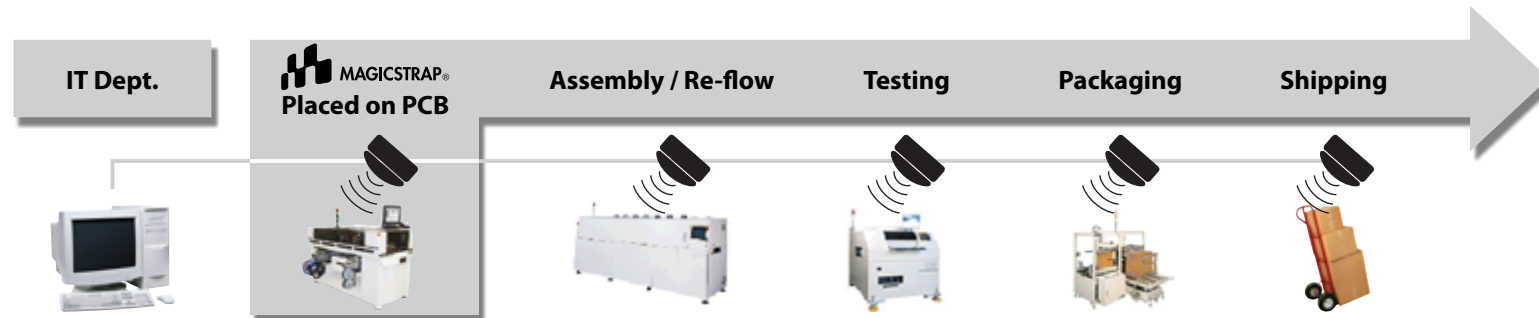 IT Dept.
MAGICSTRAP®
Placed on PCB
Assembly / Re-flow
Testing
Packaging
Shipping